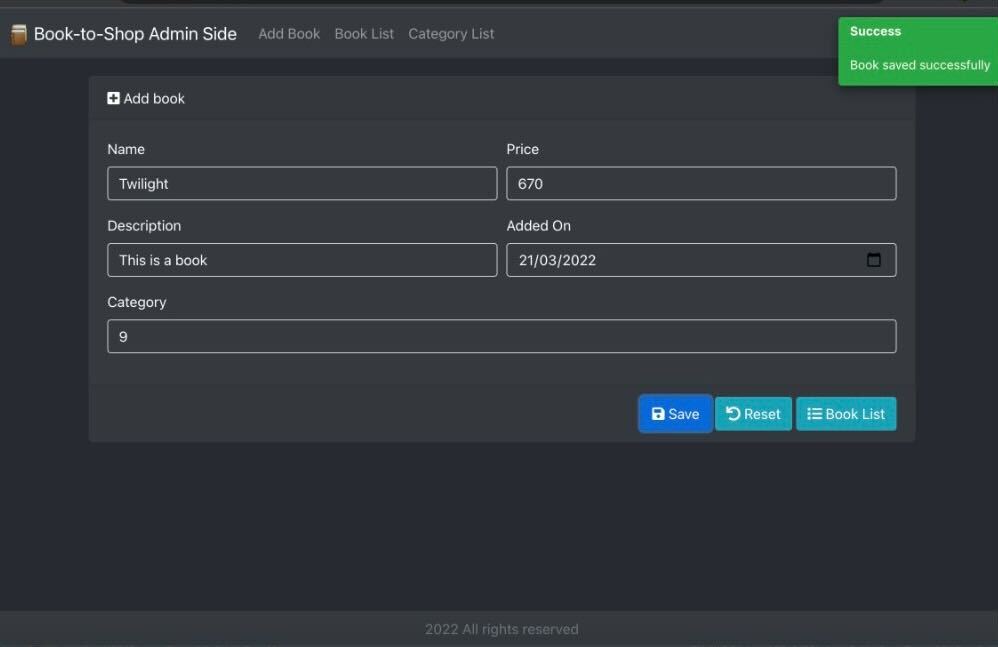 Book-to-Shop Admin Side Add Book Book List Category List
Success
Book saved successfully
Add book
Name Price
Twilight 670
Description Added On
This is a book 21/03/2022
Category
9
Save Reset Book List
2022 All rights reserved